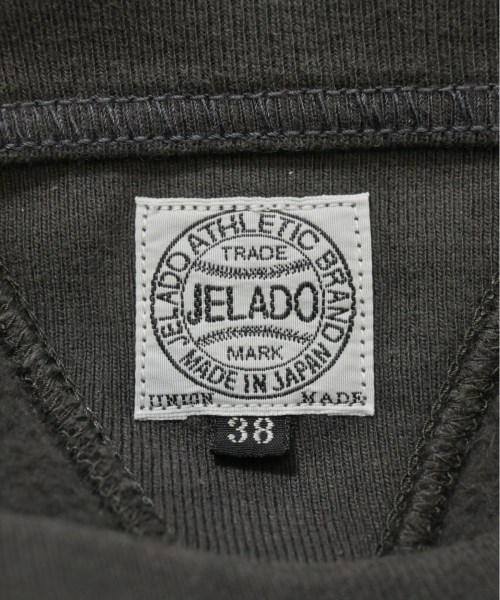 JELADO ATHLETIC BRAND
TRADE
JELADO
MARK
MADE IN JAPAN
UNION MADE
38